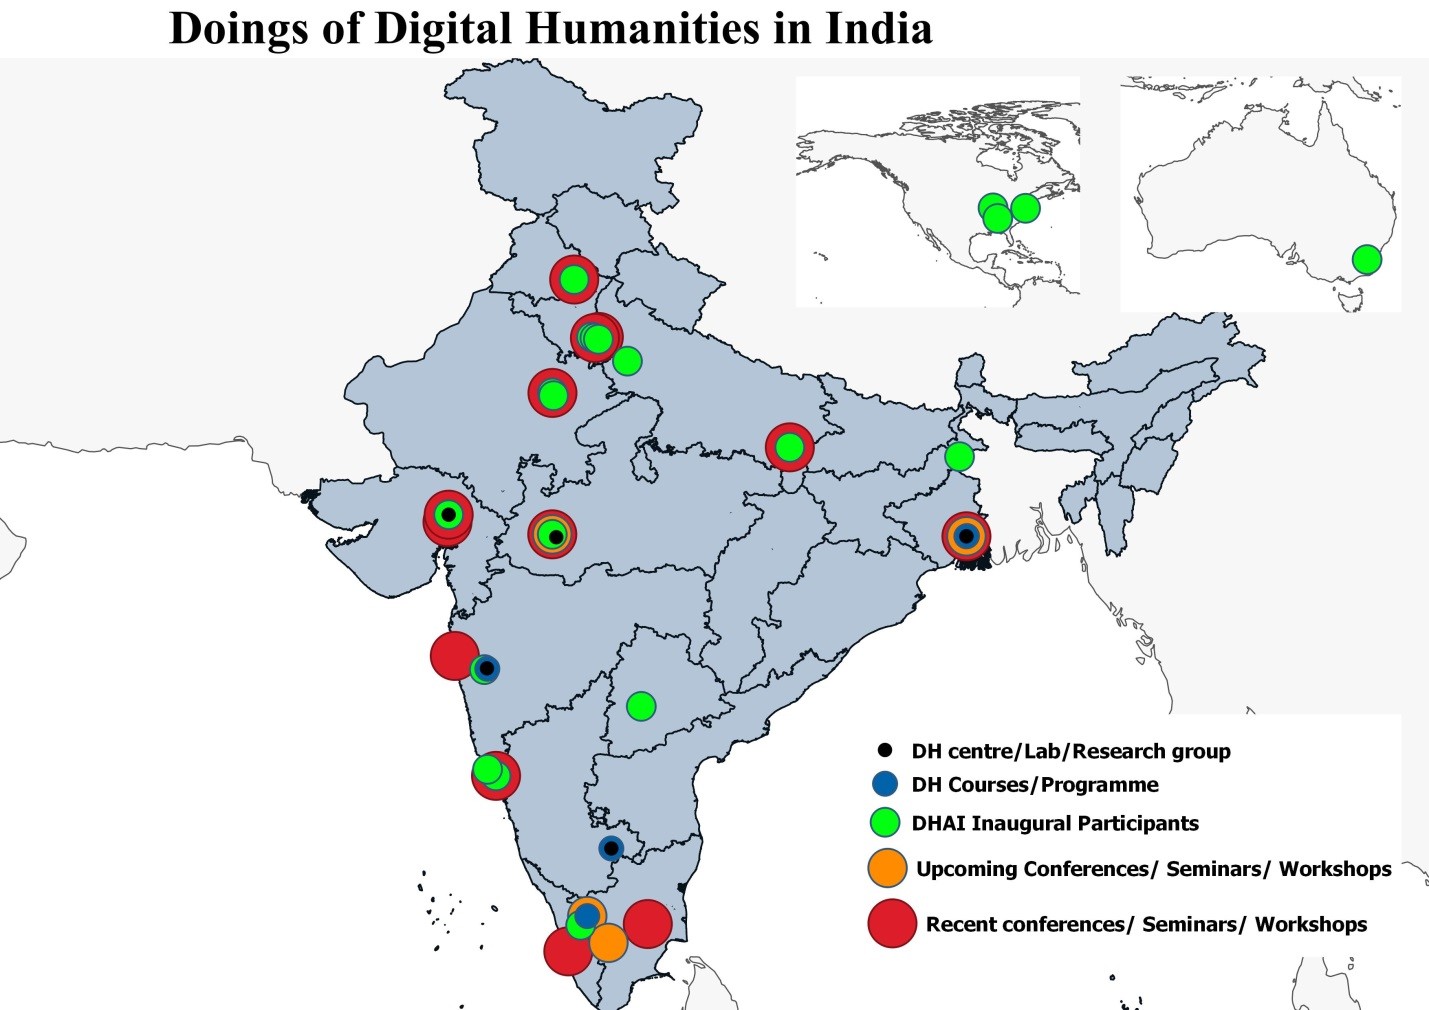 Doings of Digital Humanities in India
DH centre/Lab/Research group
DH Courses/Programme
DHAI Inaugural Participants
Upcoming Conferences/ Seminars/ Workshops
Recent conferences/ Seminars/ Workshops